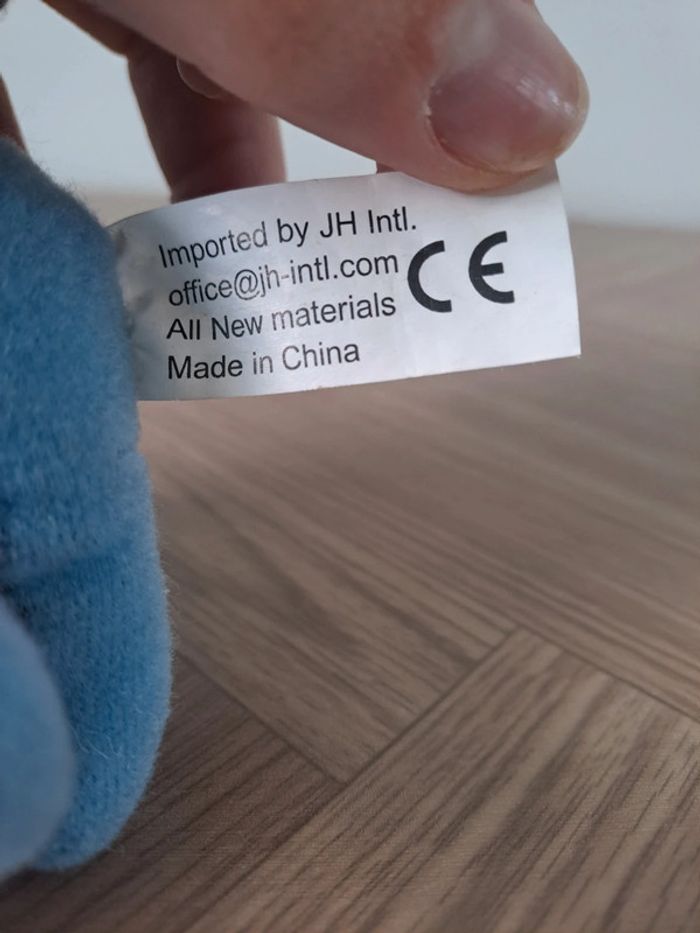 Imported by JH Intl.
office@jh-intl.com
All New materials
Made in China
CE